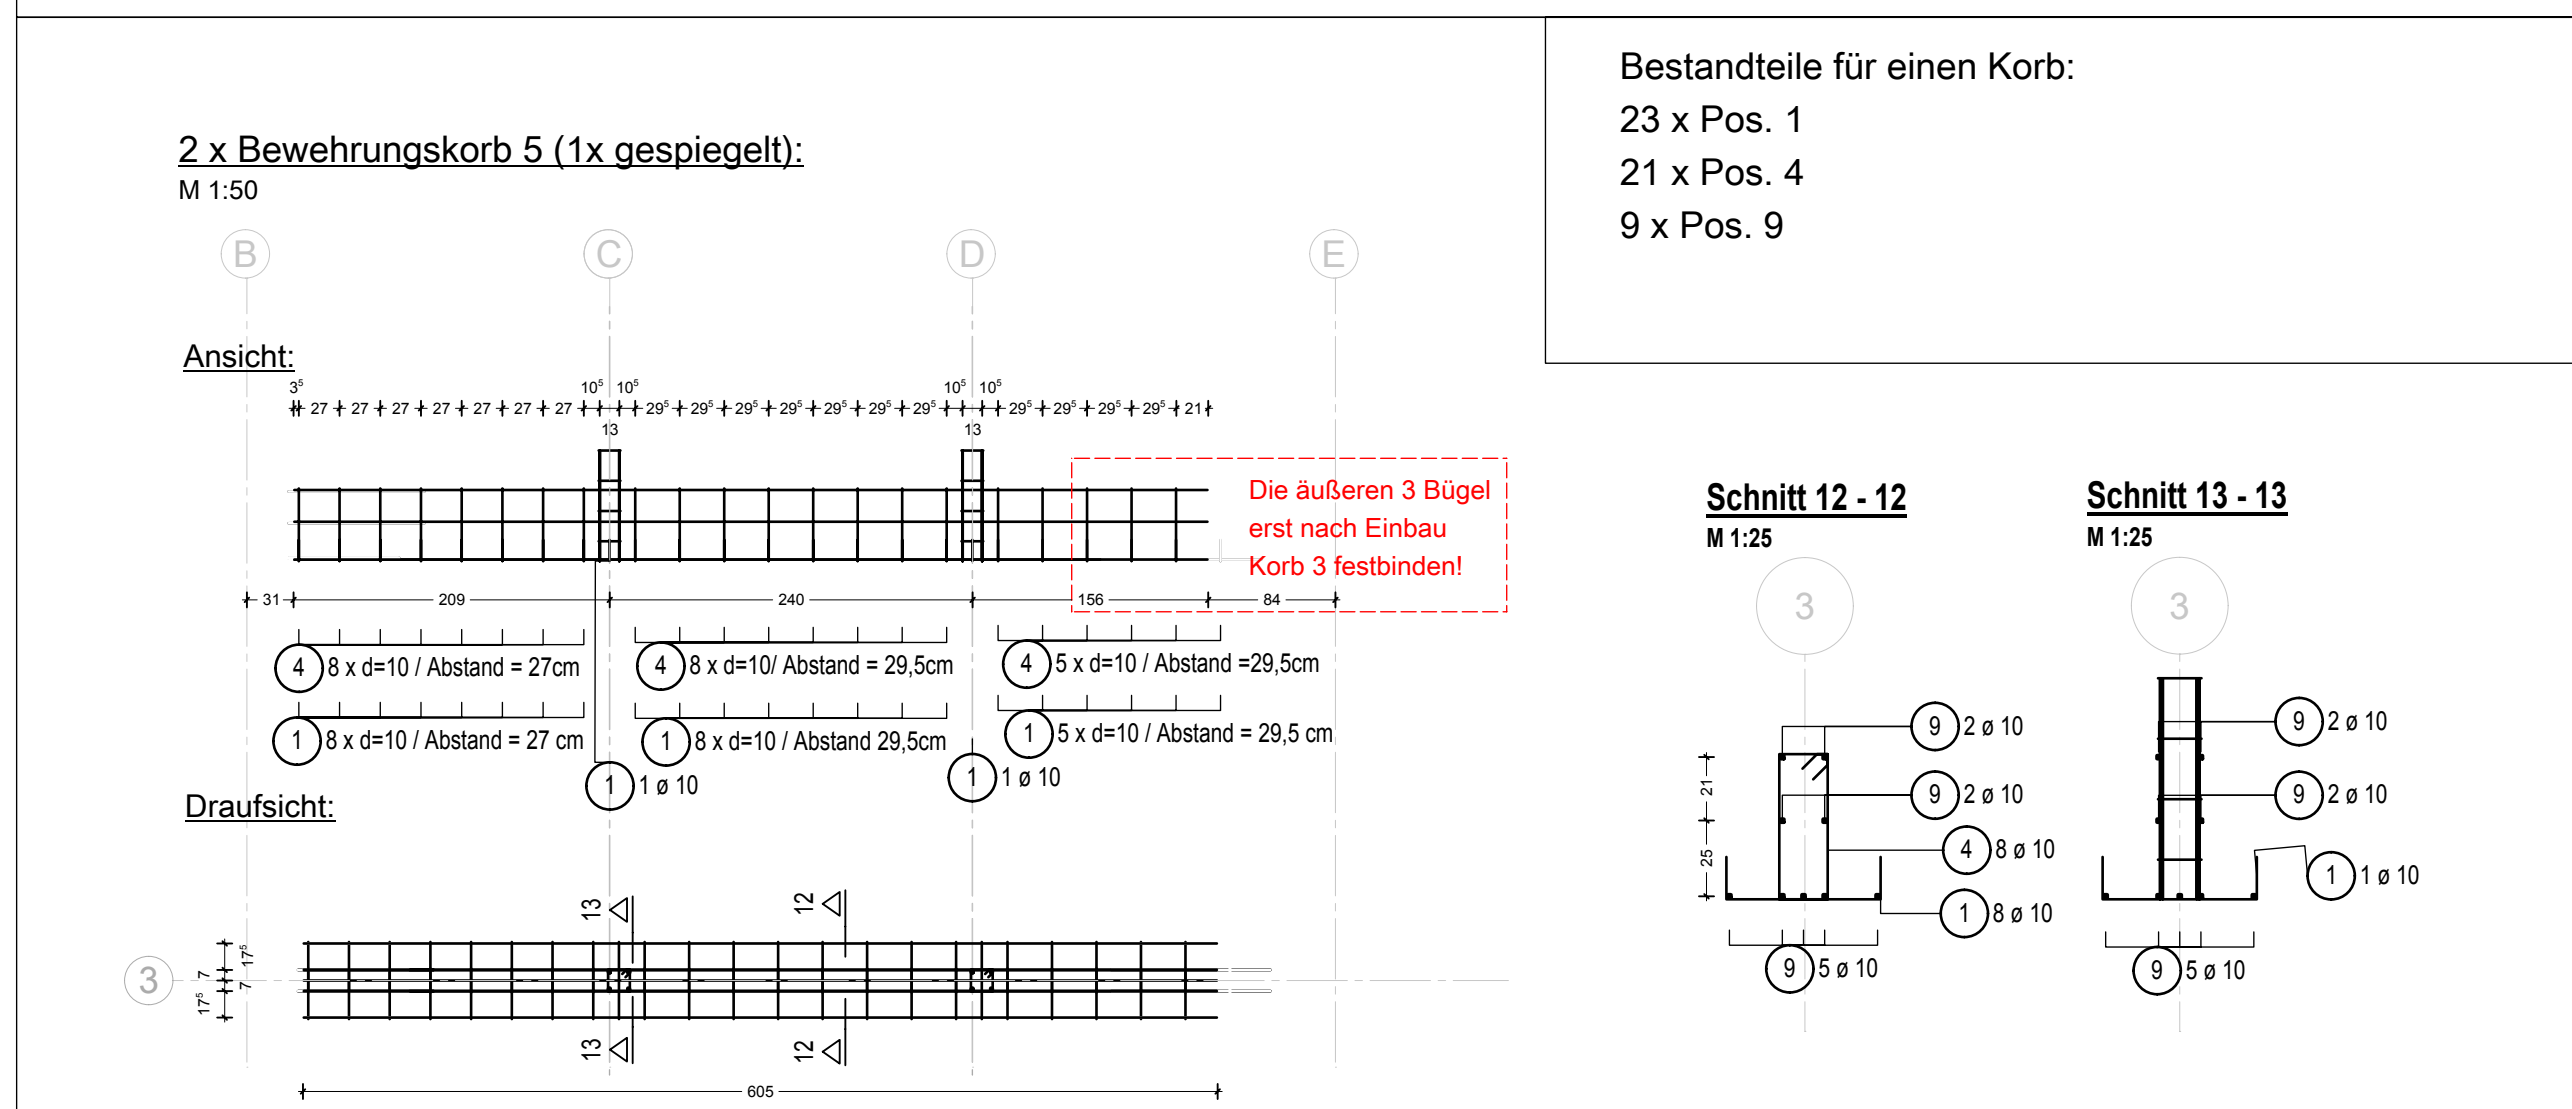 Bestandteile für einen Korb:
23 x Pos. 1
21 x Pos. 4
9 x Pos. 9
2 x Bewehrungskorb 5 (1x gespiegelt):
M 1:50
B C D E
Ansicht:
3⁵ 10⁵ 10⁵ 10⁵ 10⁵
27 27 27 27 27 27 27 29⁵ 29⁵ 29⁵ 29⁵ 29⁵ 29⁵ 29⁵ 29⁵ 29⁵ 29⁵ 29⁵ 21
13 13
Die äußeren 3 Bügel
erst nach Einbau
Korb 3 festbinden!
31 209 240 156 84
4 8 x d=10 / Abstand = 27cm
4 8 x d=10/ Abstand = 29,5cm
4 5 x d=10 / Abstand =29,5cm
1 8 x d=10 / Abstand = 27 cm
1 8 x d=10 / Abstand 29,5cm
1 5 x d=10 / Abstand = 29,5 cm
1 1 ø 10
1 1 ø 10
Draufsicht:
13 12
3
17⁵ 7 7 17⁵
13 12
605
Schnitt 12 - 12
M 1:25
3
9 2 ø 10
9 2 ø 10
4 8 ø 10
1 8 ø 10
9 5 ø 10
21
25
Schnitt 13 - 13
M 1:25
3
9 2 ø 10
9 2 ø 10
1 1 ø 10
9 5 ø 10